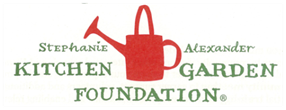 Stephanie Alexander
KITCHEN GARDEN
FOUNDATION®